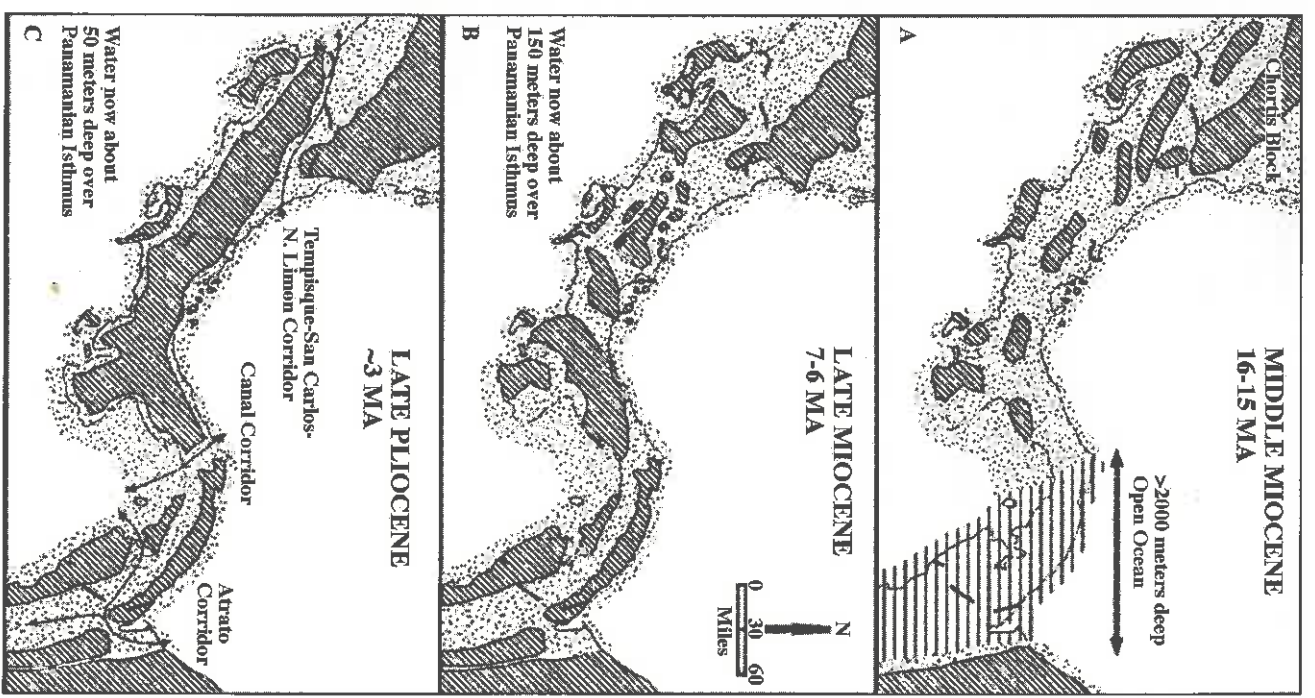 Chortis Block
MIDDLE MIOCENE
16-15 MA
>2000 meters deep
Open Ocean
A
LATE MIOCENE
7-6 MA
N
0 30 60
Miles
Water now about
150 meters deep over
Panamanian Isthmus
B
LATE PLIOCENE
~3 MA
Tempisque-San Carlos-
N. Limon Corridor
Canal Corridor
Atrato
Corridor
Water now about
50 meters deep over
Panamanian Isthmus
C